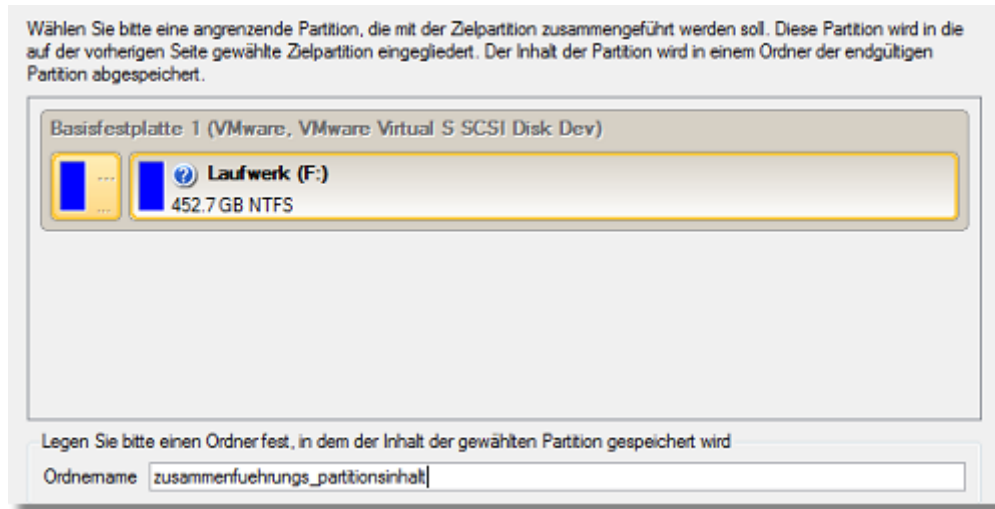 Wählen Sie bitte eine angrenzende Partition, die mit der Zielpartition zusammengeführt werden soll. Diese Partition wird in die
auf der vorherigen Seite gewählte Zielpartition eingegliedert. Der Inhalt der Partition wird in einem Ordner der endgültigen
Partition abgespeichert.
Basisfestplatte 1 (VMware, VMware Virtual S SCSI Disk Dev)
...
...
Laufwerk (F:)
452.7 GB NTFS
Legen Sie bitte einen Ordner fest, in dem der Inhalt der gewählten Partition gespeichert wird
Ordnername zusammenfuehrungs_partitionsinhalt